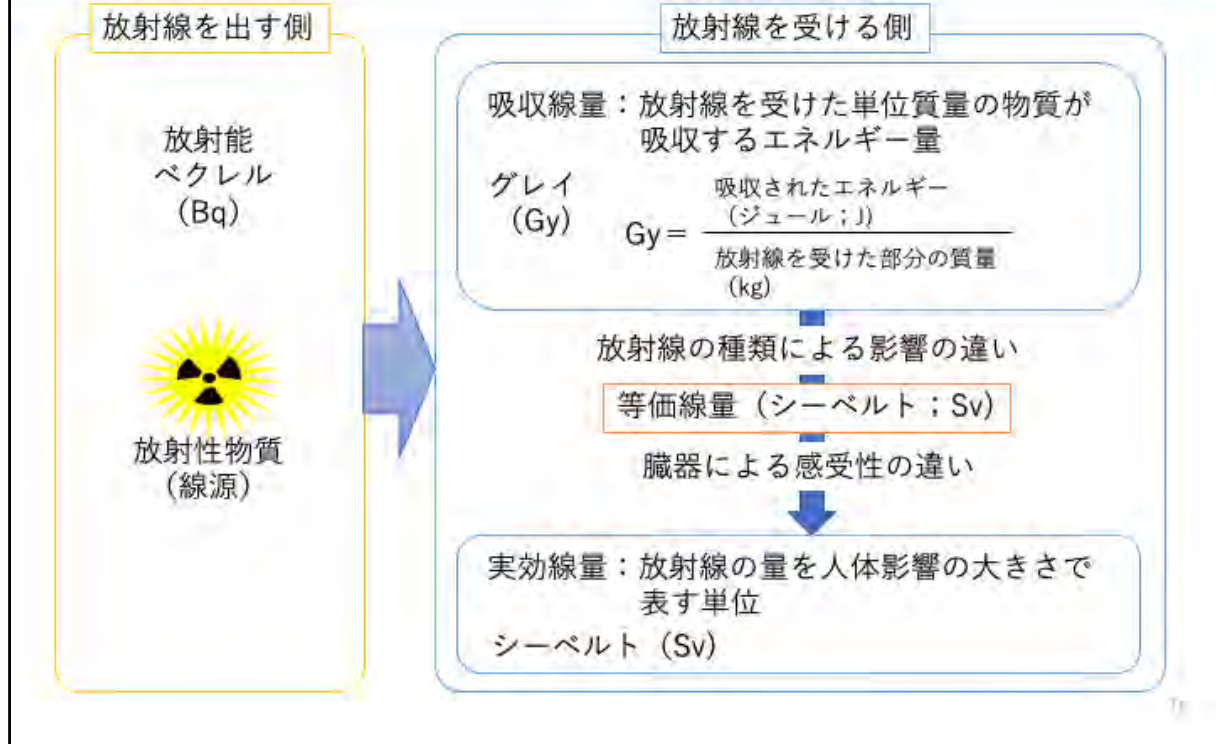 放射線を出す側
放射能
ベクレル
(Bq)
放射性物質
(線源)
放射線を受ける側
吸収線量：放射線を受けた単位質量の物質が
吸収するエネルギー量
グレイ
(Gy)
Gy＝
吸収されたエネルギー
(ジュール；J))
放射線を受けた部分の質量
(kg)
放射線の種類による影響の違い
等価線量（シーベルト；Sv）
臓器による感受性の違い
実効線量：放射線の量を人体影響の大きさで
表す単位
シーベルト（Sv）